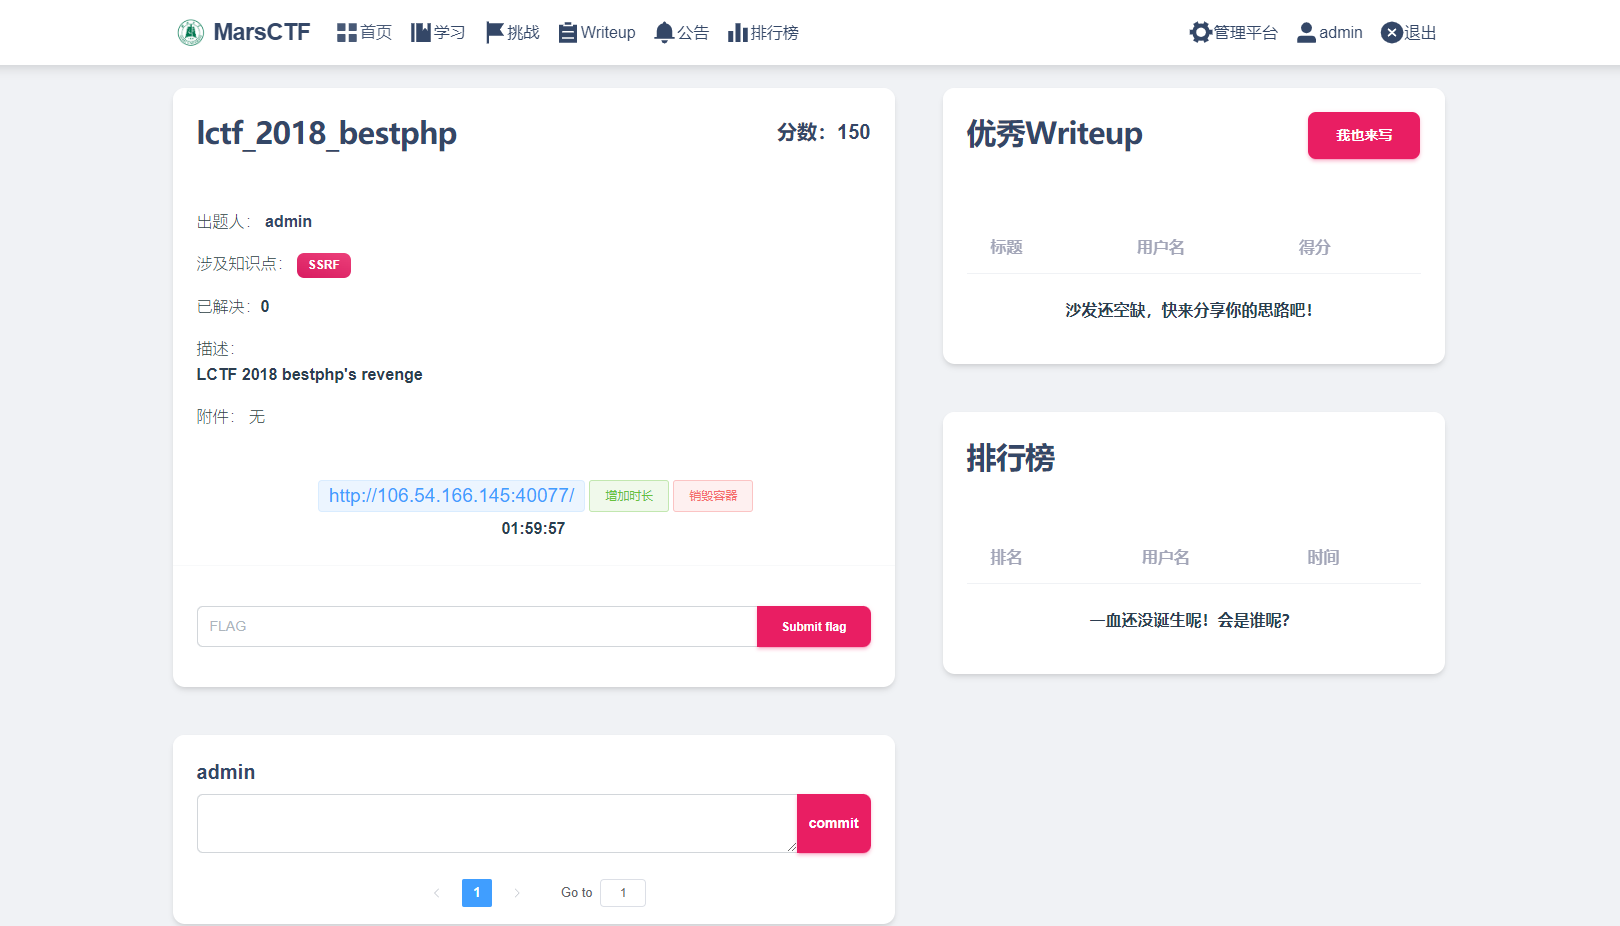 MarsCTF 首页 学习 挑战 Writeup 公告 排行榜 管理平台 admin 退出
lctf_2018_bestphp
分数：150
出题人： admin
涉及知识点： SSRF
已解决：0
描述：
LCTF 2018 bestphp's revenge
附件： 无
http://106.54.166.145:40077/ 增加时长 销毁容器
01:59:57
FLAG Submit flag
admin
commit
1 Go to 1
优秀Writeup 我也来写
标题 用户名 得分
沙发还空缺，快来分享你的思路吧！
排行榜
排名 用户名 时间
一血还没诞生呢！会是谁呢？